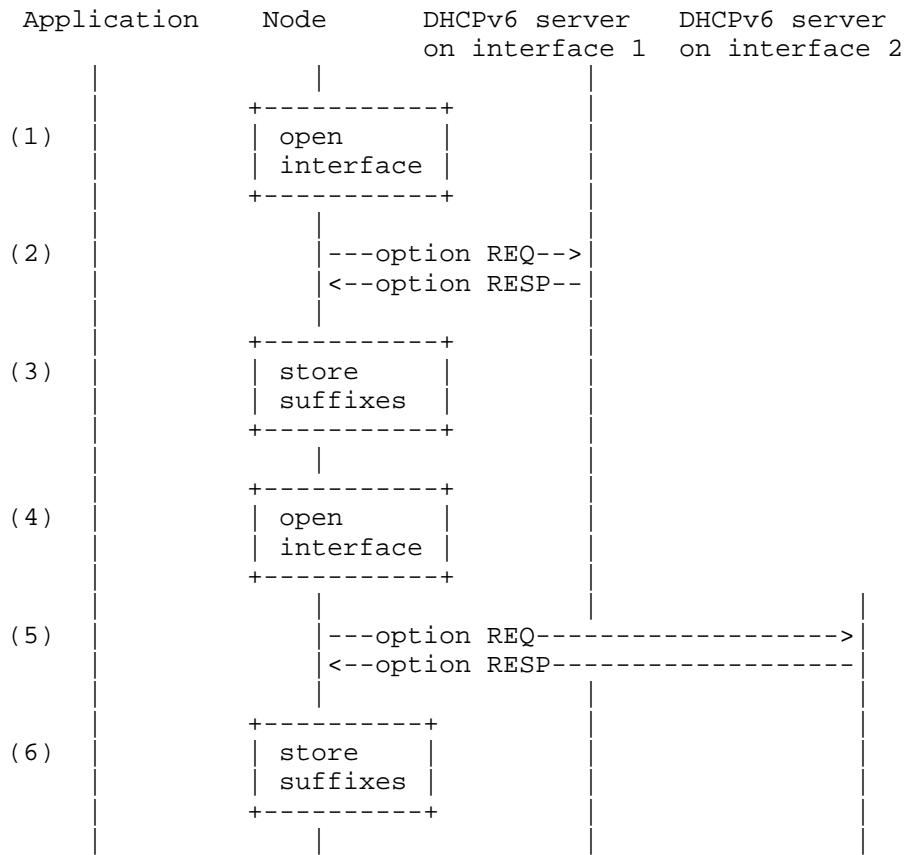 Application Node DHCPv6 server DHCPv6 server
on interface 1 on interface 2
(1) open
interface
(2) ---option REQ-->
<--option RESP--
(3) store
suffixes
(4) open
interface
(5) ---option REQ------------------->
<--option RESP-------------------
(6) store
suffixes